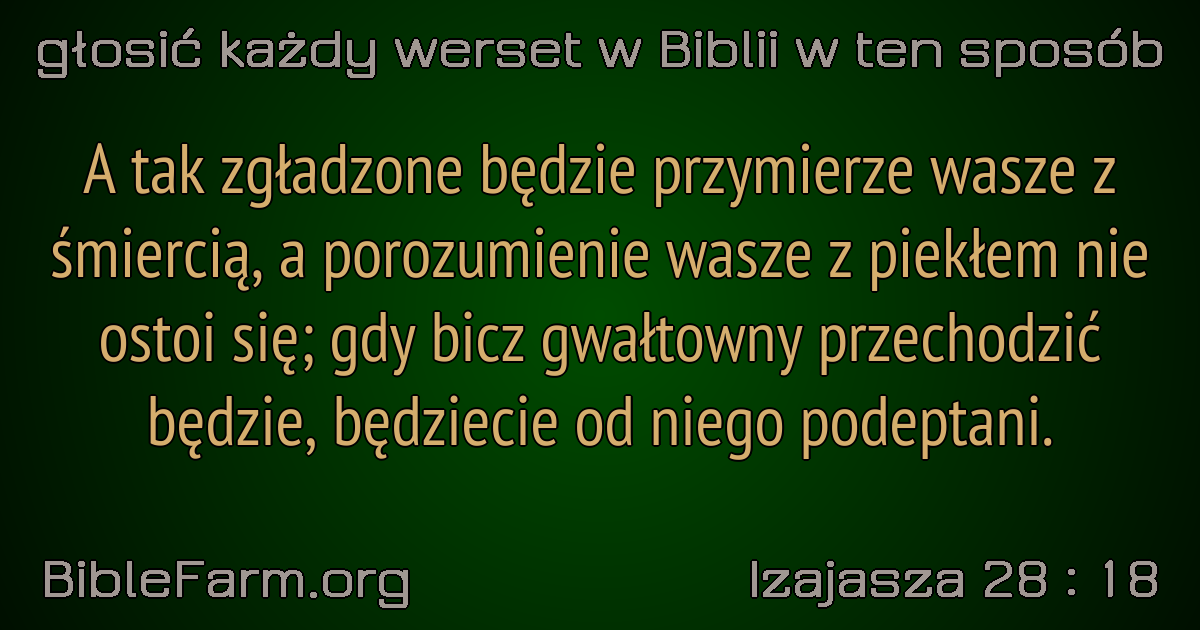 głosić każdy werset w Biblii w ten sposób
A tak zgładzone będzie przymierze wasze z
śmiercią, a porozumienie wasze z piekłem nie
ostoi się; gdy bicz gwałtowny przechodzić
będzie, będziecie od niego podeptani.
BibleFarm.org
Izajasza 28 : 18